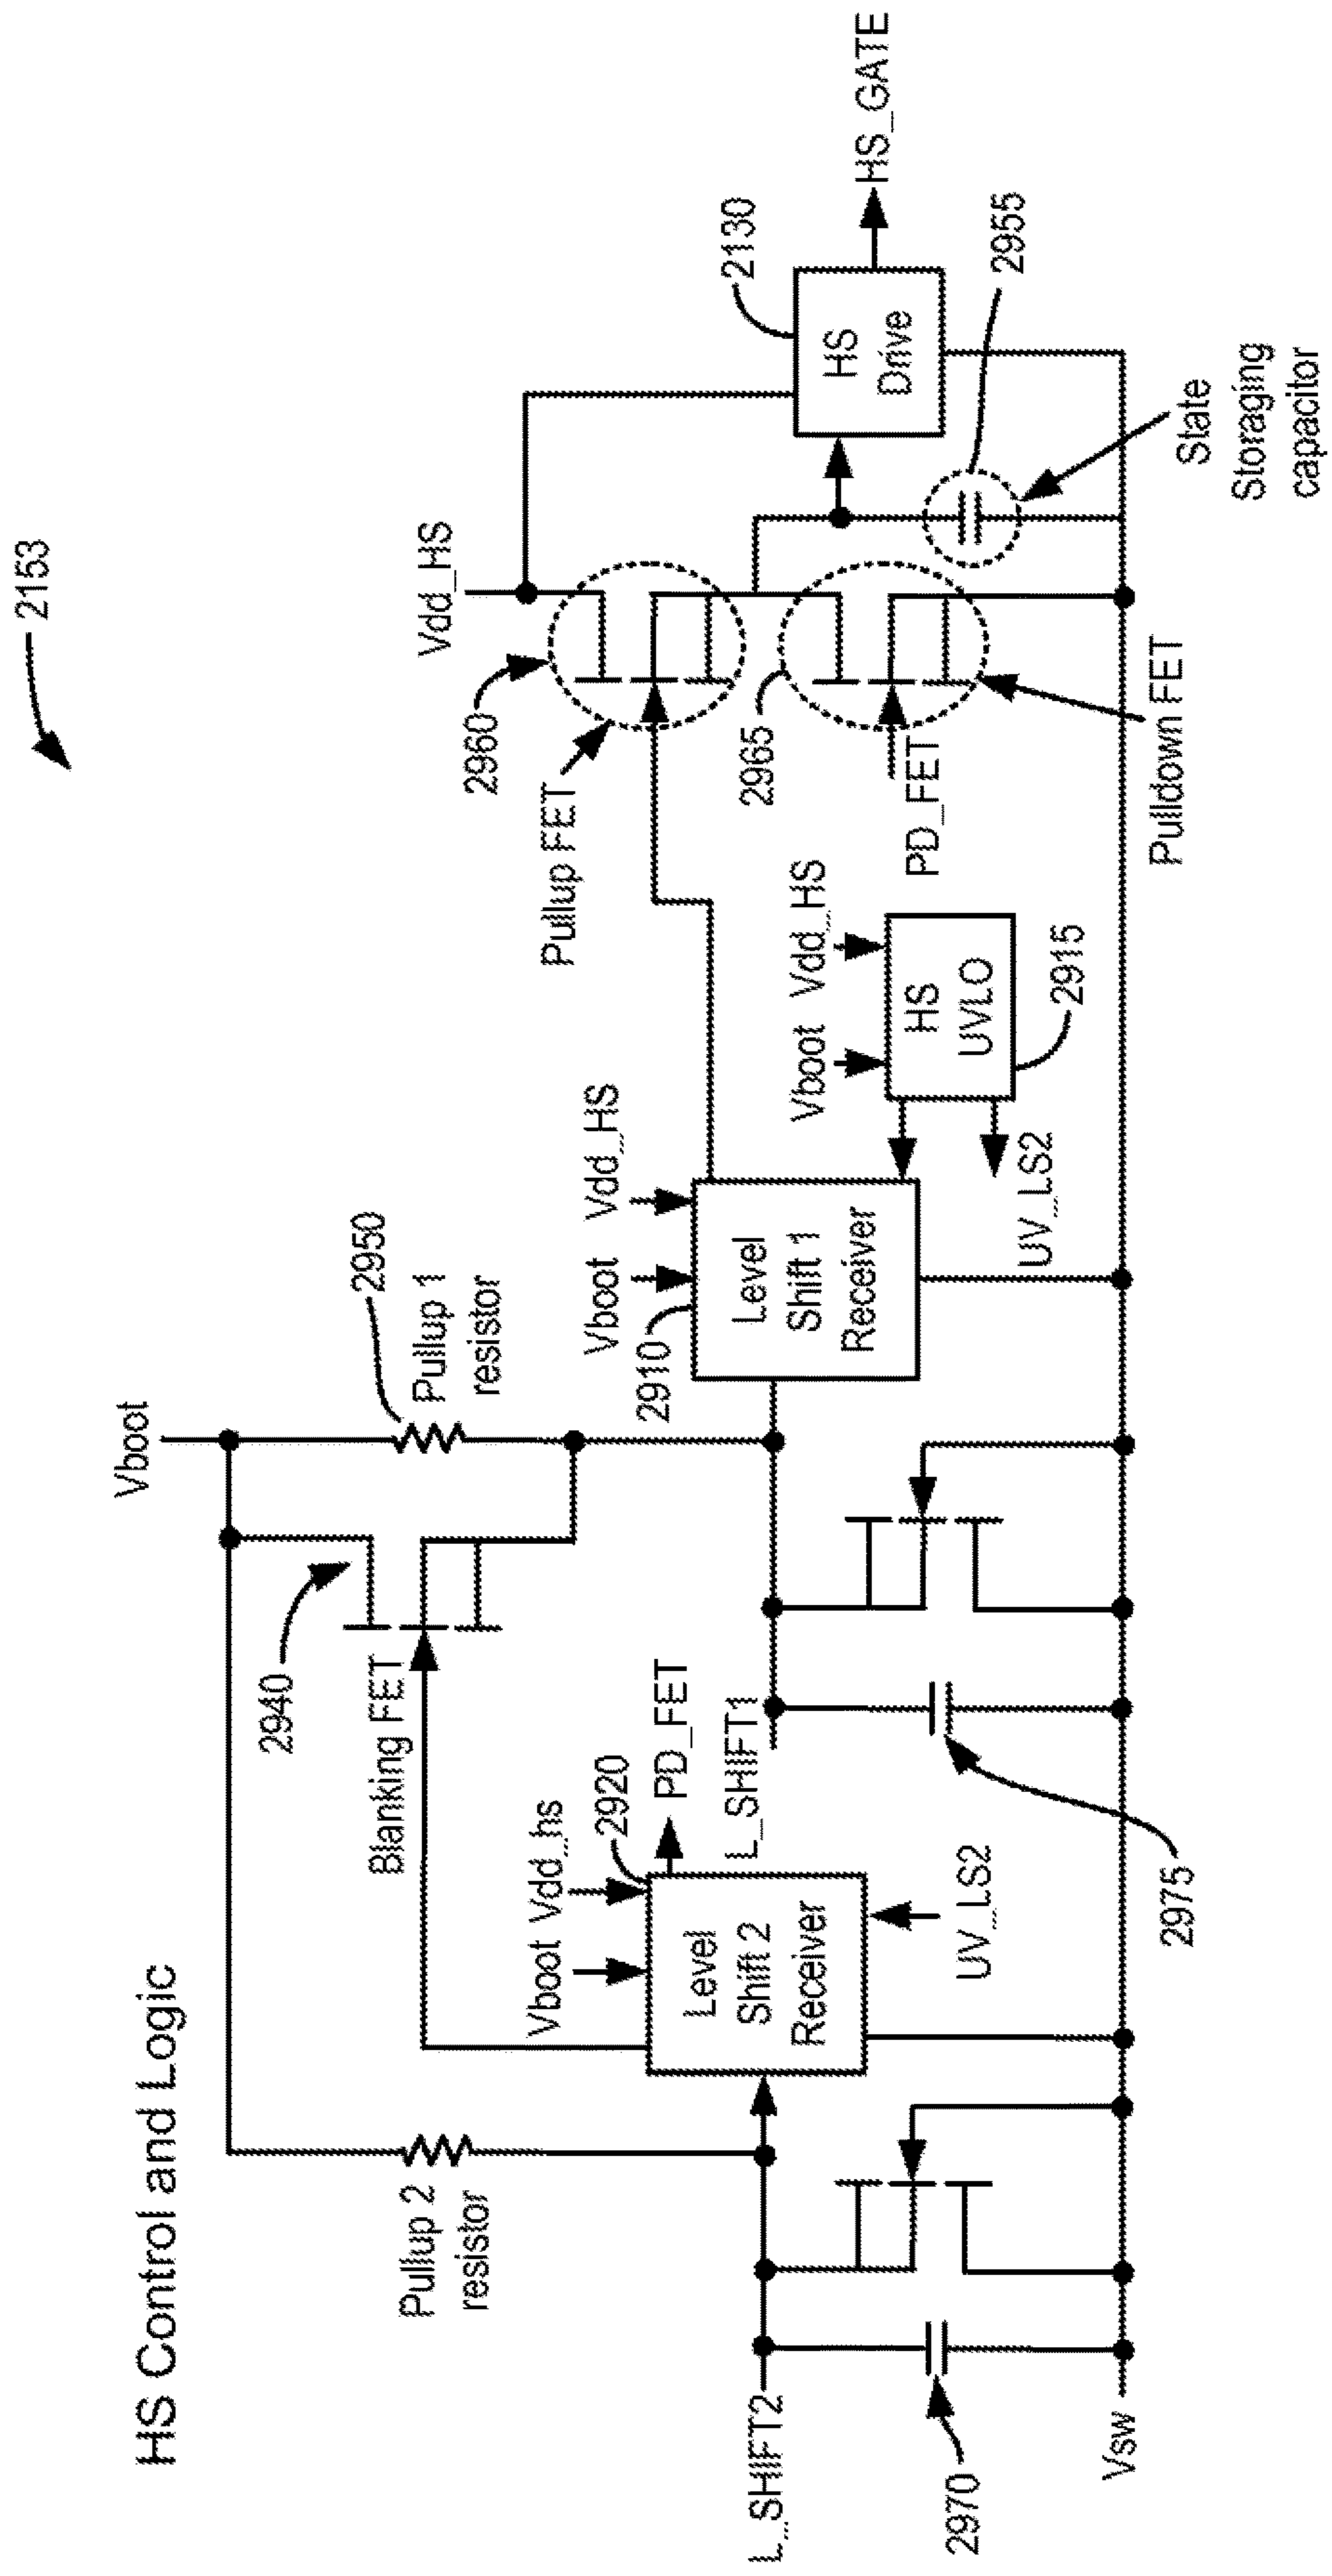 HS Control and Logic
2153
Vboot
2940
Blanking FET
2950
Pullup 1
resistor
Pullup 2
resistor
Vboot
Vdd_hs
2920
PD_FET
Level
Shift 2
Receiver
UV_LS2
L_SHIFT2
L_SHIFT1
2970
2975
Vsw
Vboot
Vdd_HS
2910
Level
Shift 1
Receiver
Vboot
Vdd_HS
HS
UVLO
2915
UV_LS2
Vdd_HS
2960
Pullup FET
2965
PD_FET
Pulldown FET
2130
HS
Drive
HS_GATE
2955
State
Storaging
capacitor